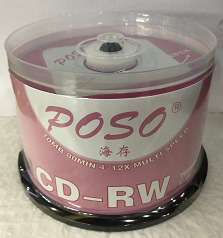 POSO®
海存
700MB 80MIN 4-12X MULTI SPEED
CD-RW